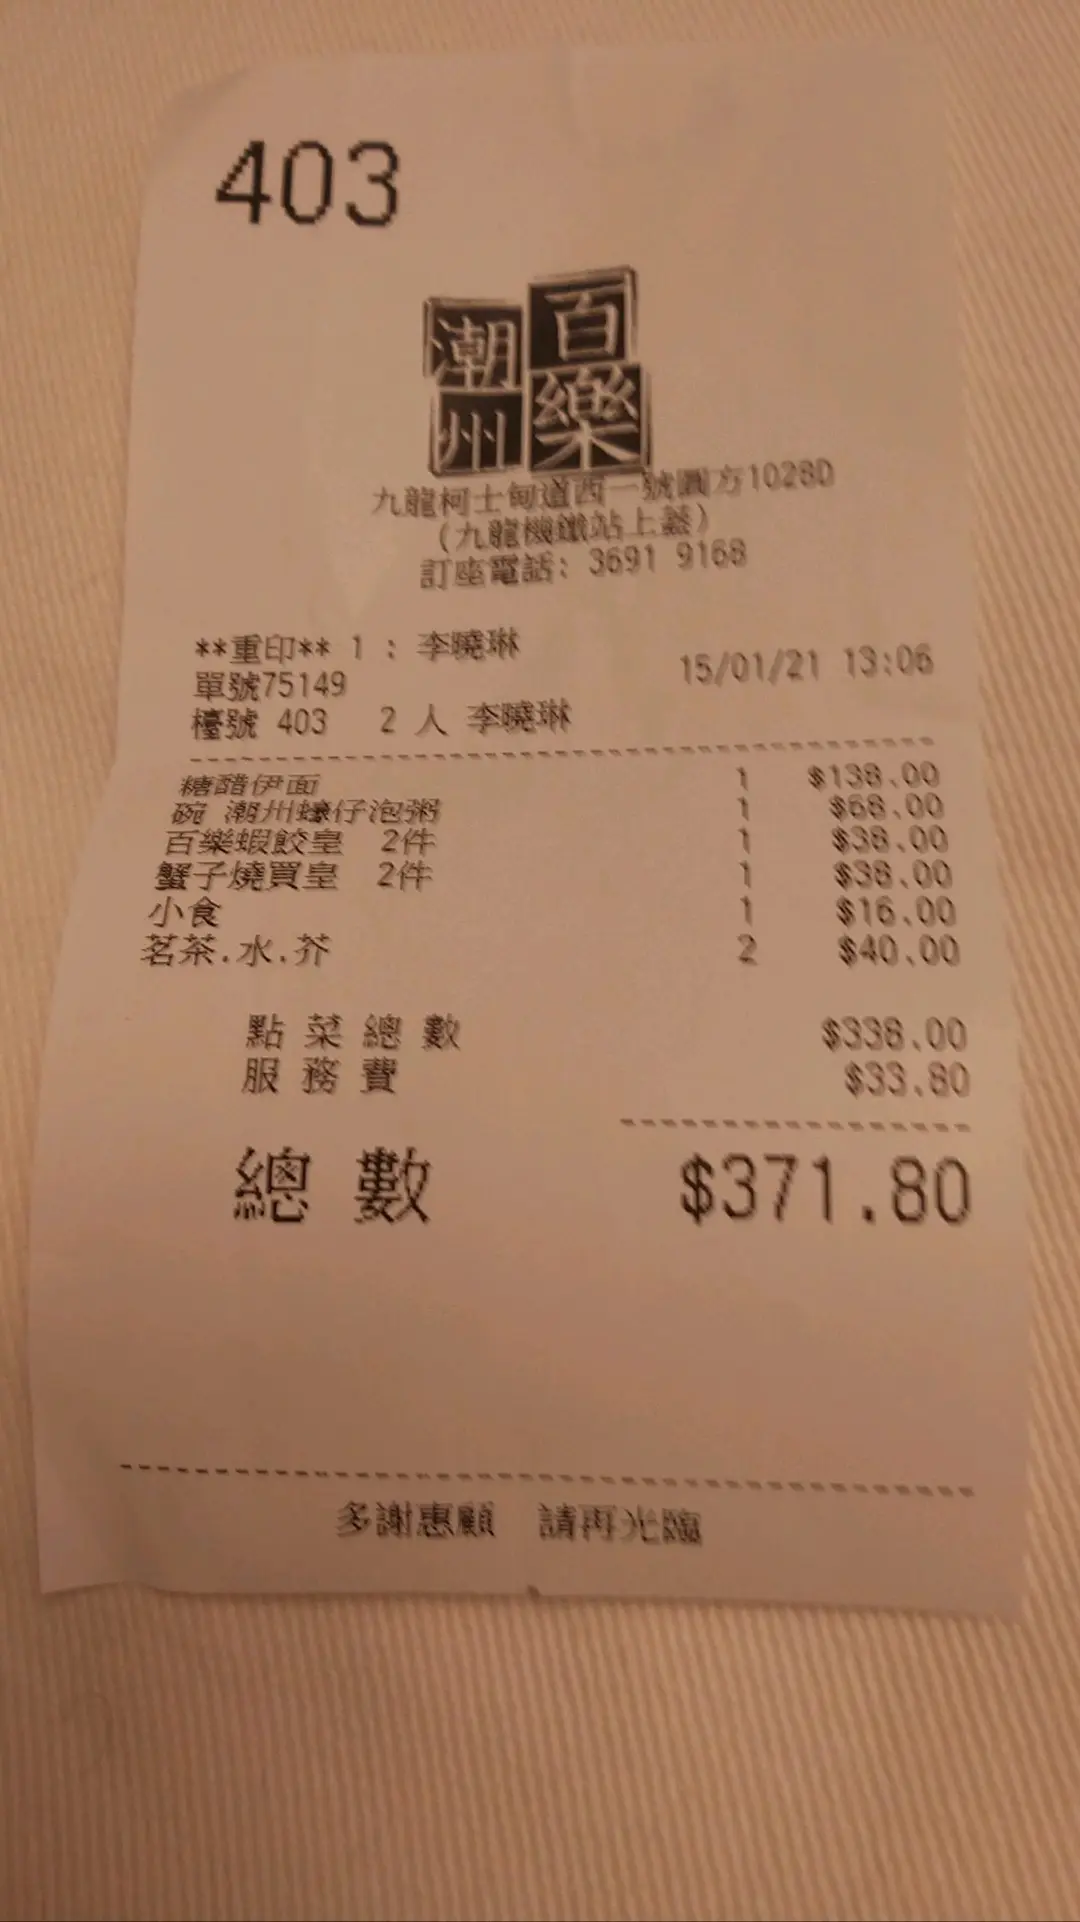 403
百樂
潮州
九龍柯士甸道西一號圓方1028D
(九龍機鐵站上蓋)
訂座電話: 3691 9168
**重印** 1 : 李曉琳
單號75149 15/01/21 13:06
檯號 403 2 人 李曉琳
糖醋伊面 1 $138.00
碗 潮州蠔仔泡粥 1 $68.00
百樂蝦餃皇 2件 1 $38.00
蟹子燒買皇 2件 1 $38.00
小食 1 $16.00
茗茶.水.芥 2 $40.00
點菜總數 $338.00
服務費 $33.80
總數 $371.80
多謝惠顧 請再光臨